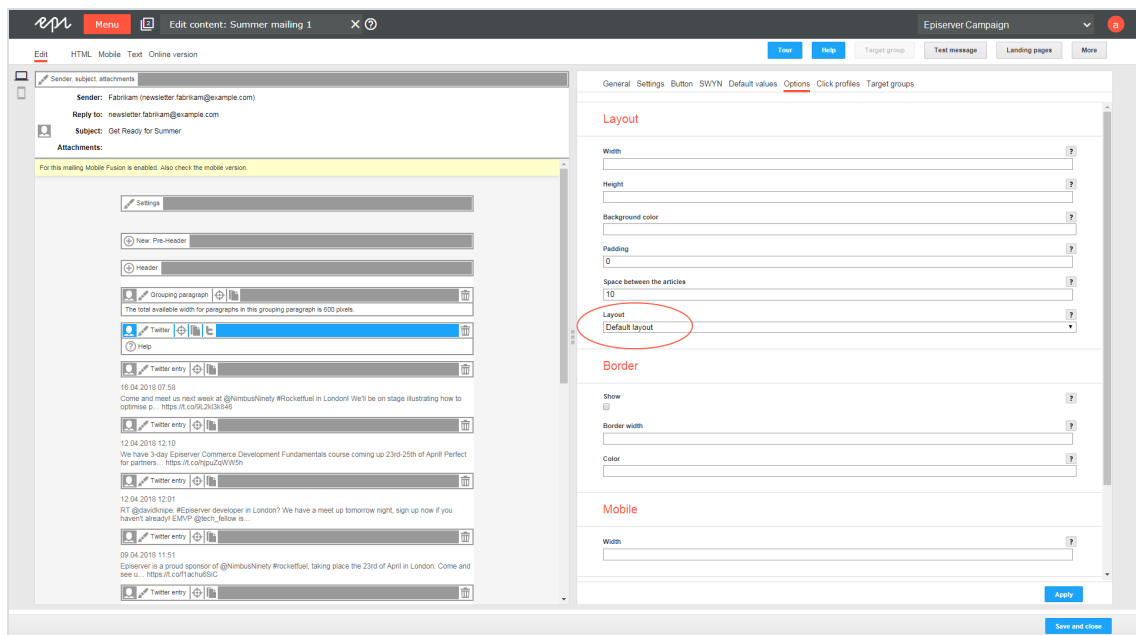 epi
Menu
2
Edit content: Summer mailing 1
Episerver Campaign
a
Edit HTML Mobile Text Online version
Tour Help Target group Test message Landing pages More
Sender, subject, attachments
Sender: Fabrikam (newsletter.fabrikam@example.com)
Reply to: newsletter.fabrikam@example.com
Subject: Get Ready for Summer
Attachments:
For this mailing Mobile Fusion is enabled. Also check the mobile version.
Settings
New: Pre-Header
Header
Grouping paragraph
The total available width for paragraphs in this grouping paragraph is 600 pixels.
Twitter
Help
Twitter entry
16.04.2018 07:58
Come and meet us next week at @NimbusNinety #Rocketfuel in London! We'll be on stage illustrating how to
optimise p... https://t.co/9L2kl3k846
Twitter entry
12.04.2018 12:10
We have 3-day Episerver Commerce Development Fundamentals course coming up 23rd-25th of April! Perfect
for partners... https://t.co/hjpuZqWW5h
Twitter entry
12.04.2018 12:01
RT @davidknipe: #Episerver developer in London? We have a meet up tomorrow night, sign up now if you
haven't already! EMVP @tech_fellow is...
Twitter entry
09.04.2018 11:51
Episerver is a proud sponsor of @NimbusNinety #rocketfuel, taking place the 23rd of April in London. Come and
see u... https://t.co/f1achu6SiC
Twitter entry
General Settings Button SWYN Default values Options Click profiles Target groups
Layout
Width ?
Height ?
Background color ?
Padding ?
0
Space between the articles ?
10
Layout ?
Default layout
Border
Show ?
Border width ?
Color ?
Mobile
Width ?
Apply
Save and close